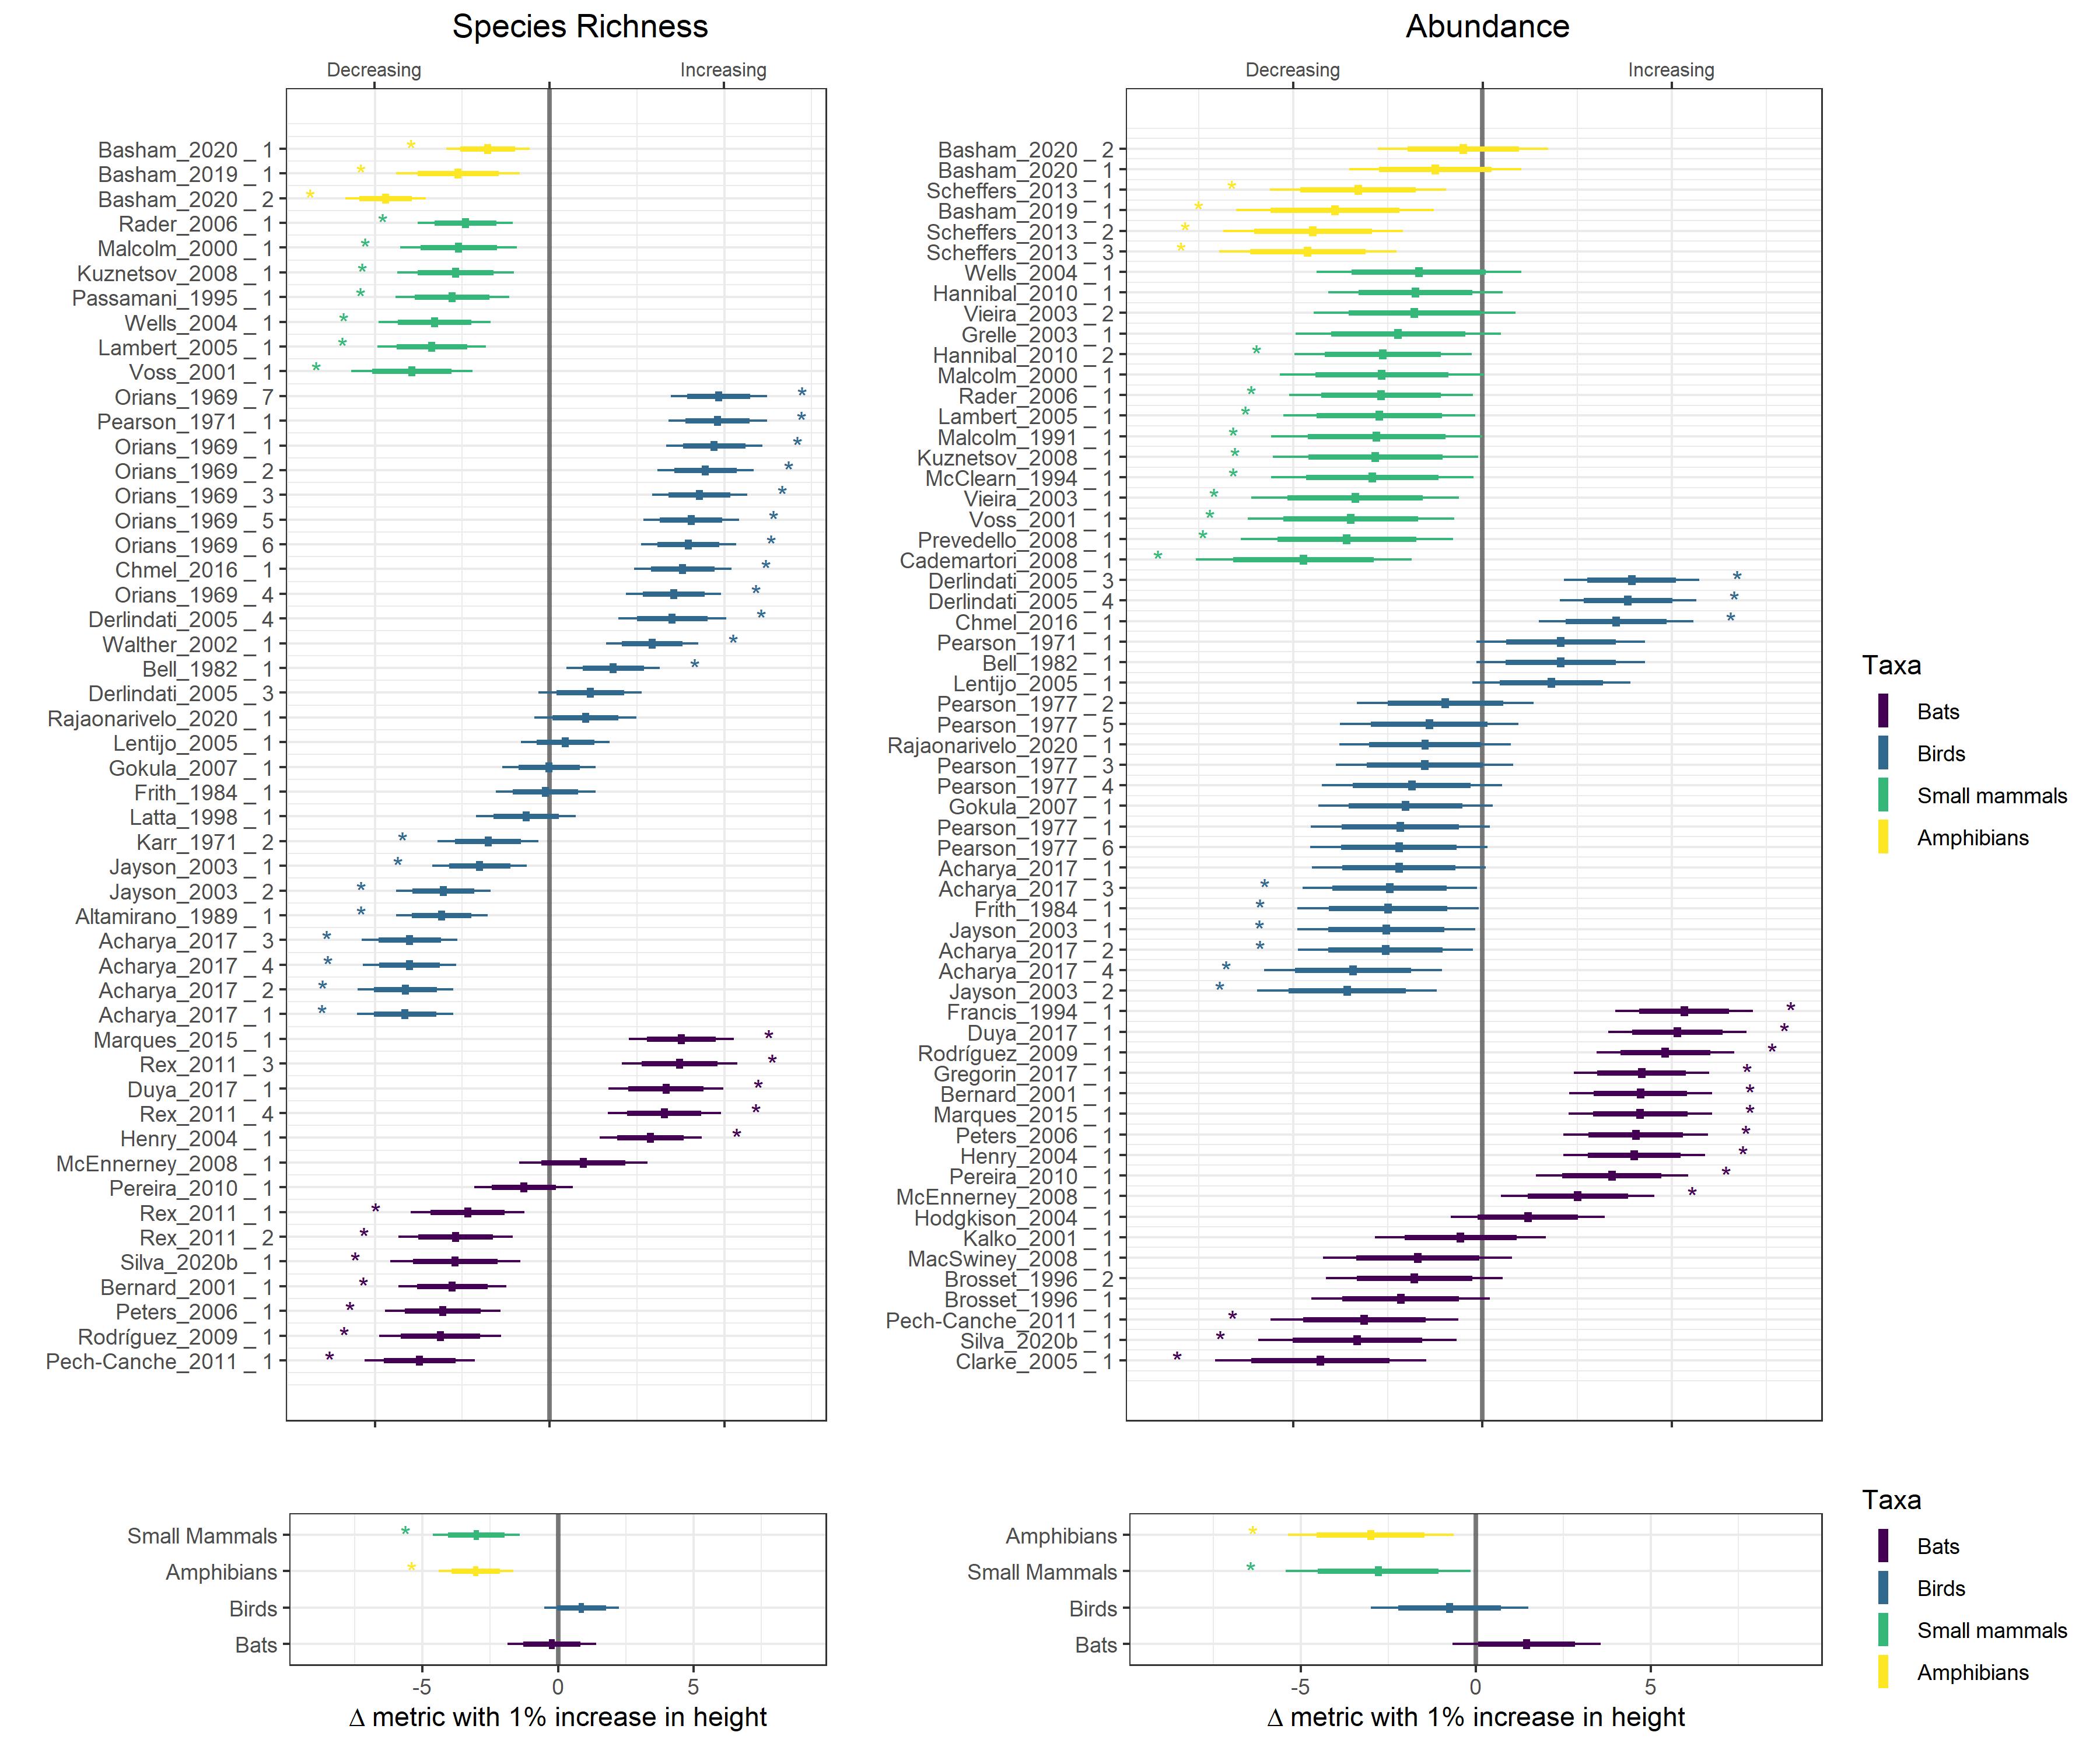 Species Richness
Decreasing Increasing
Basham_2020 _ 1
Basham_2019 _ 1
Basham_2020 _ 2
Rader_2006 _ 1
Malcolm_2000 _ 1
Kuznetsov_2008 _ 1
Passamani_1995 _ 1
Wells_2004 _ 1
Lambert_2005 _ 1
Voss_2001 _ 1
Orians_1969 _ 7
Pearson_1971 _ 1
Orians_1969 _ 1
Orians_1969 _ 2
Orians_1969 _ 3
Orians_1969 _ 5
Orians_1969 _ 6
Chmel_2016 _ 1
Orians_1969 _ 4
Derlindati_2005 _ 4
Walther_2002 _ 1
Bell_1982 _ 1
Derlindati_2005 _ 3
Rajaonarivelo_2020 _ 1
Lentijo_2005 _ 1
Gokula_2007 _ 1
Frith_1984 _ 1
Latta_1998 _ 1
Karr_1971 _ 2
Jayson_2003 _ 1
Jayson_2003 _ 2
Altamirano_1989 _ 1
Acharya_2017 _ 3
Acharya_2017 _ 4
Acharya_2017 _ 2
Acharya_2017 _ 1
Marques_2015 _ 1
Rex_2011 _ 3
Duya_2017 _ 1
Rex_2011 _ 4
Henry_2004 _ 1
McEnnerney_2008 _ 1
Pereira_2010 _ 1
Rex_2011 _ 1
Rex_2011 _ 2
Silva_2020b _ 1
Bernard_2001 _ 1
Peters_2006 _ 1
Rodríguez_2009 _ 1
Pech-Canche_2011 _ 1
Abundance
Decreasing Increasing
Basham_2020 _ 2
Basham_2020 _ 1
Scheffers_2013 _ 1
Basham_2019 _ 1
Scheffers_2013 _ 2
Scheffers_2013 _ 3
Wells_2004 _ 1
Hannibal_2010 _ 1
Vieira_2003 _ 2
Grelle_2003 _ 1
Hannibal_2010 _ 2
Malcolm_2000 _ 1
Rader_2006 _ 1
Lambert_2005 _ 1
Malcolm_1991 _ 1
Kuznetsov_2008 _ 1
McClearn_1994 _ 1
Vieira_2003 _ 1
Voss_2001 _ 1
Prevedello_2008 _ 1
Cademartori_2008 _ 1
Derlindati_2005 _ 3
Derlindati_2005 _ 4
Chmel_2016 _ 1
Pearson_1971 _ 1
Bell_1982 _ 1
Lentijo_2005 _ 1
Pearson_1977 _ 2
Pearson_1977 _ 5
Rajaonarivelo_2020 _ 1
Pearson_1977 _ 3
Pearson_1977 _ 4
Gokula_2007 _ 1
Pearson_1977 _ 1
Pearson_1977 _ 6
Acharya_2017 _ 1
Acharya_2017 _ 3
Frith_1984 _ 1
Jayson_2003 _ 1
Acharya_2017 _ 2
Acharya_2017 _ 4
Jayson_2003 _ 2
Francis_1994 _ 1
Duya_2017 _ 1
Rodríguez_2009 _ 1
Gregorin_2017 _ 1
Bernard_2001 _ 1
Marques_2015 _ 1
Peters_2006 _ 1
Henry_2004 _ 1
Pereira_2010 _ 1
McEnnerney_2008 _ 1
Hodgkison_2004 _ 1
Kalko_2001 _ 1
MacSwiney_2008 _ 1
Brosset_1996 _ 2
Brosset_1996 _ 1
Pech-Canche_2011 _ 1
Silva_2020b _ 1
Clarke_2005 _ 1
Taxa
Bats
Birds
Small mammals
Amphibians
Small Mammals
Amphibians
Birds
Bats
-5 0 5
Δ metric with 1% increase in height
Amphibians
Small Mammals
Birds
Bats
-5 0 5
Δ metric with 1% increase in height
Taxa
Bats
Birds
Small mammals
Amphibians